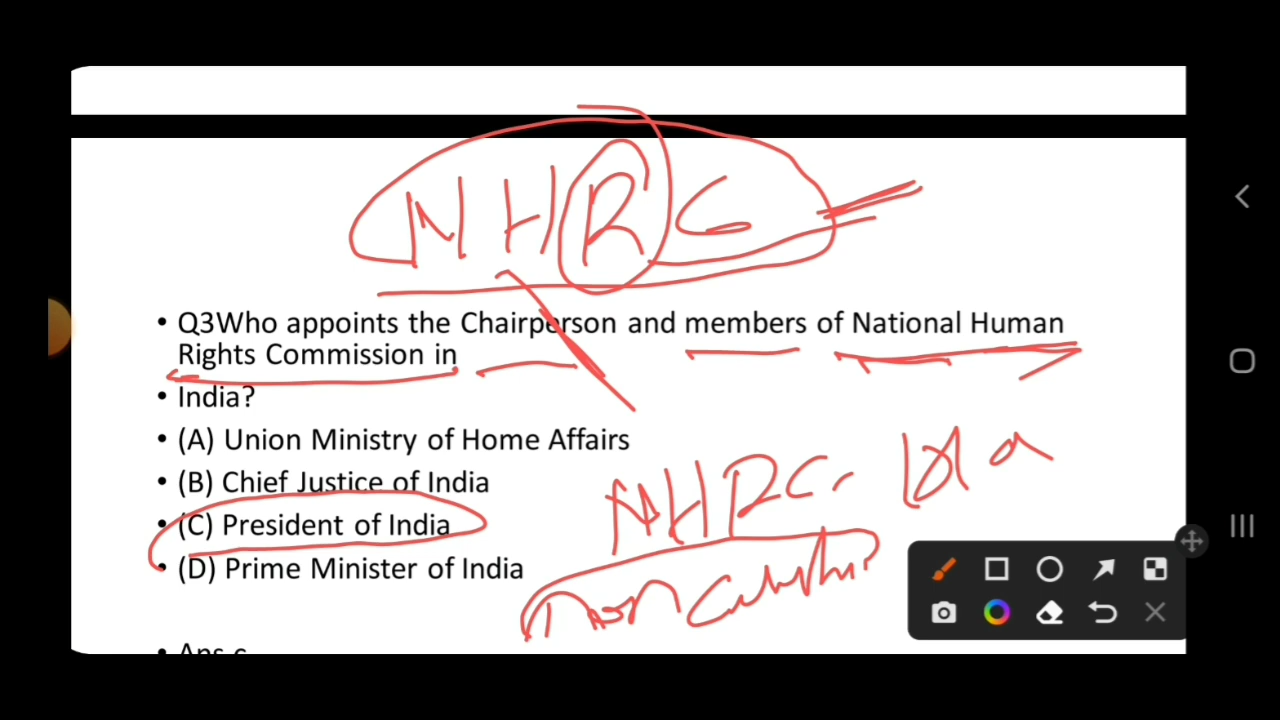 NHRC
• Q3Who appoints the Chairperson and members of National Human
Rights Commission in
• India?
• (A) Union Ministry of Home Affairs
• (B) Chief Justice of India
• (C) President of India
• (D) Prime Minister of India
NHRC
• Ans c